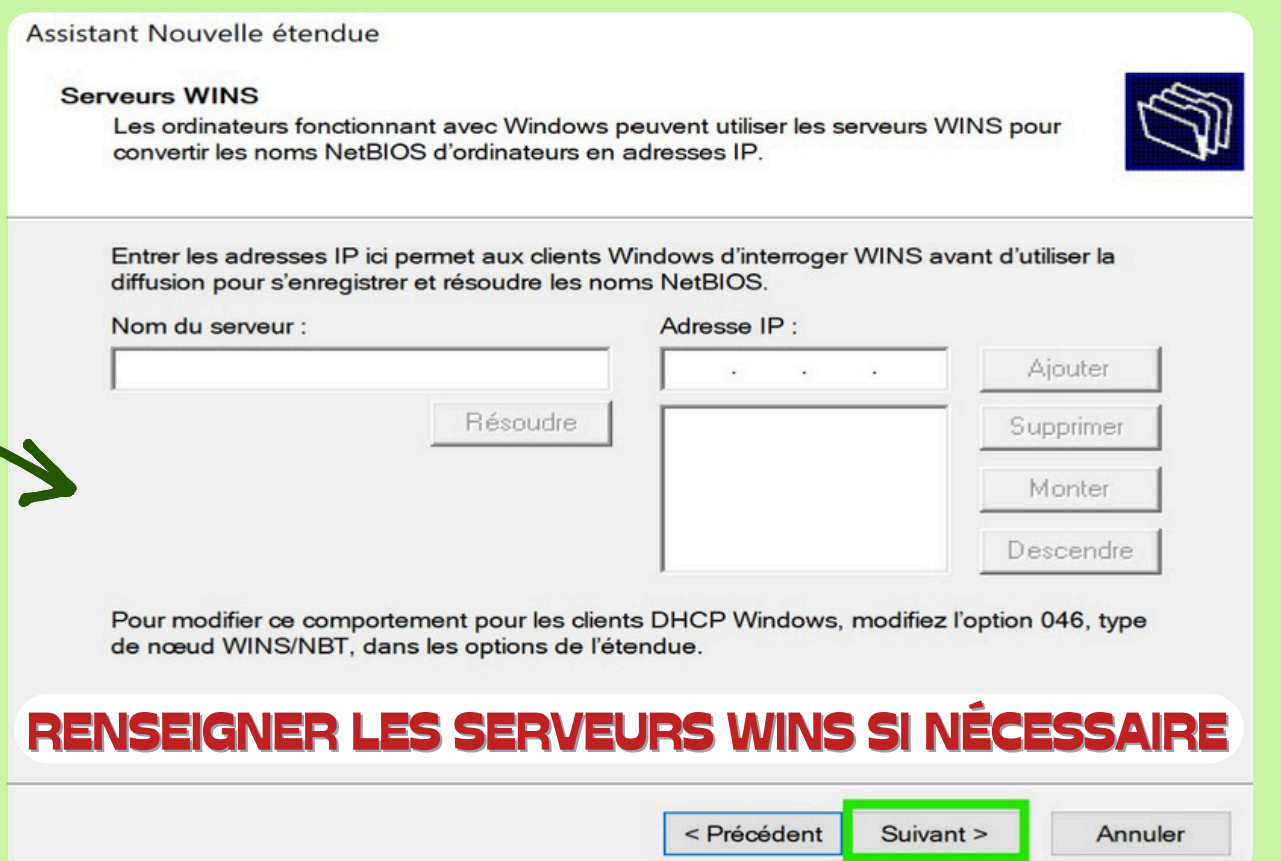 Assistant Nouvelle étendue
Serveurs WINS
Les ordinateurs fonctionnant avec Windows peuvent utiliser les serveurs WINS pour
convertir les noms NetBIOS d'ordinateurs en adresses IP.
Entrer les adresses IP ici permet aux clients Windows d'interroger WINS avant d'utiliser la
diffusion pour s'enregistrer et résoudre les noms NetBIOS.
Nom du serveur :
Adresse IP :
. . .
Ajouter
Résoudre
Supprimer
Monter
Descendre
Pour modifier ce comportement pour les clients DHCP Windows, modifiez l'option 046, type
de nœud WINS/NBT, dans les options de l'étendue.
RENSEIGNER LES SERVEURS WINS SI NÉCESSAIRE
< Précédent
Suivant >
Annuler